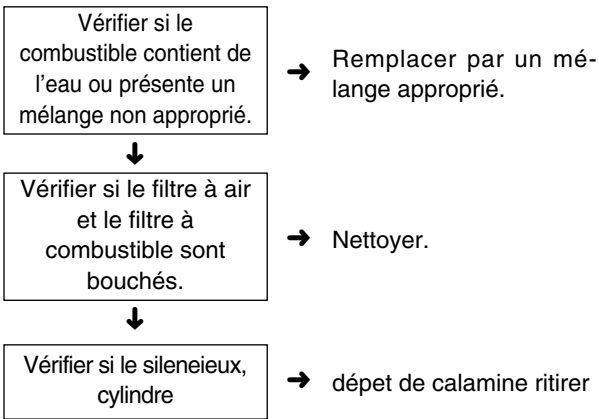 Vérifier si le
combustible contient de
l'eau ou présente un
mélange non approprié.
➜ Remplacer par un mé-
lange approprié.
Vérifier si le filtre à air
et le filtre à
combustible sont
bouchés.
➜ Nettoyer.
Vérifier si le sileneieux,
cylindre
➜ dépet de calamine ritirer